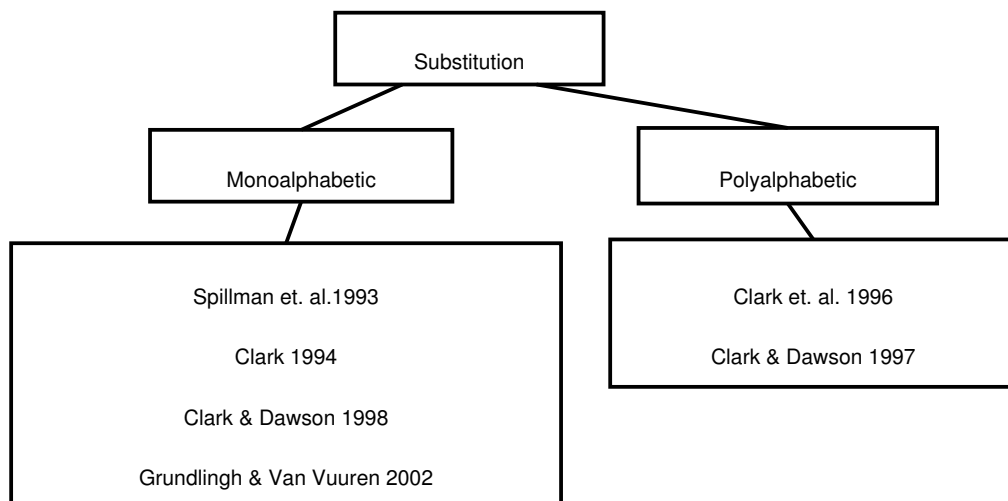 Substitution
Monoalphabetic
Polyalphabetic
Spillman et. al.1993
Clark 1994
Clark & Dawson 1998
Grundlingh & Van Vuuren 2002
Clark et. al. 1996
Clark & Dawson 1997